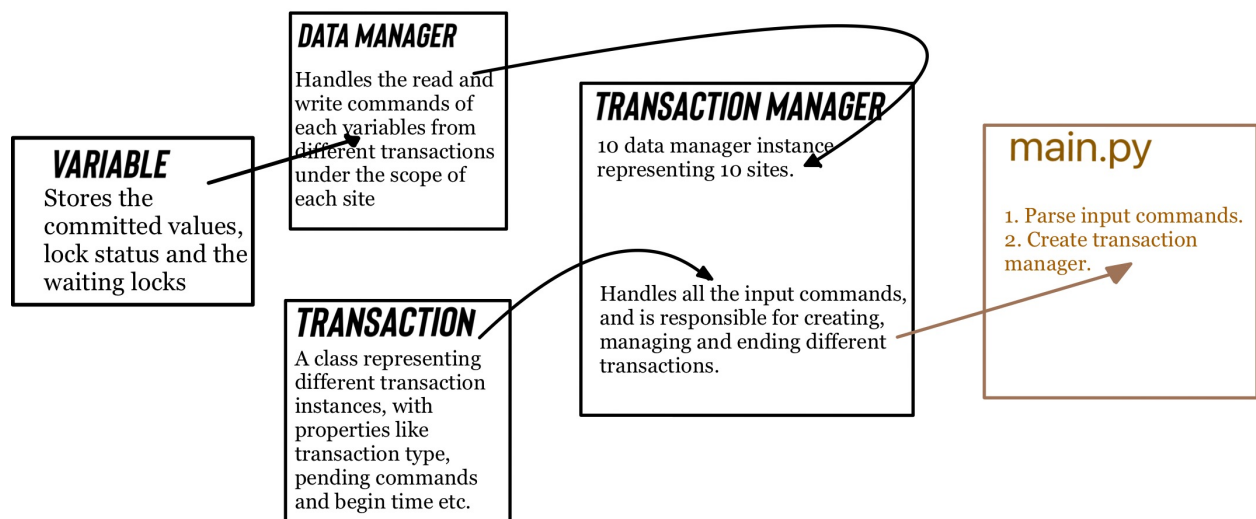 VARIABLE
Stores the
committed values,
lock status and the
waiting locks
DATA MANAGER
Handles the read and
write commands of
each variables from
different transactions
under the scope of
each site
TRANSACTION
A class representing
different transaction
instances, with
properties like
transaction type,
pending commands
and begin time etc.
TRANSACTION MANAGER
10 data manager instance
representing 10 sites.
Handles all the input commands,
and is responsible for creating,
managing and ending different
transactions.
main.py
1. Parse input commands.
2. Create transaction
manager.